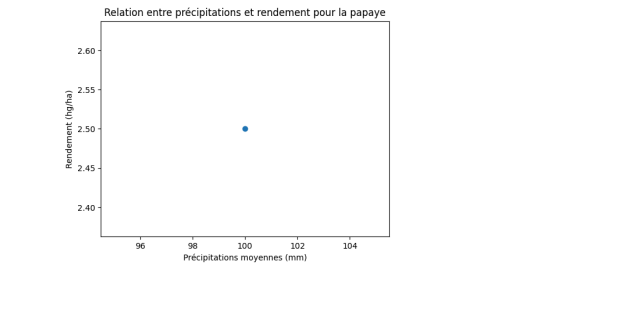 Relation entre précipitations et rendement pour la papaye
2.60
2.55
2.50
2.45
2.40
Rendement (hg/ha)
96 98 100 102 104
Précipitations moyennes (mm)